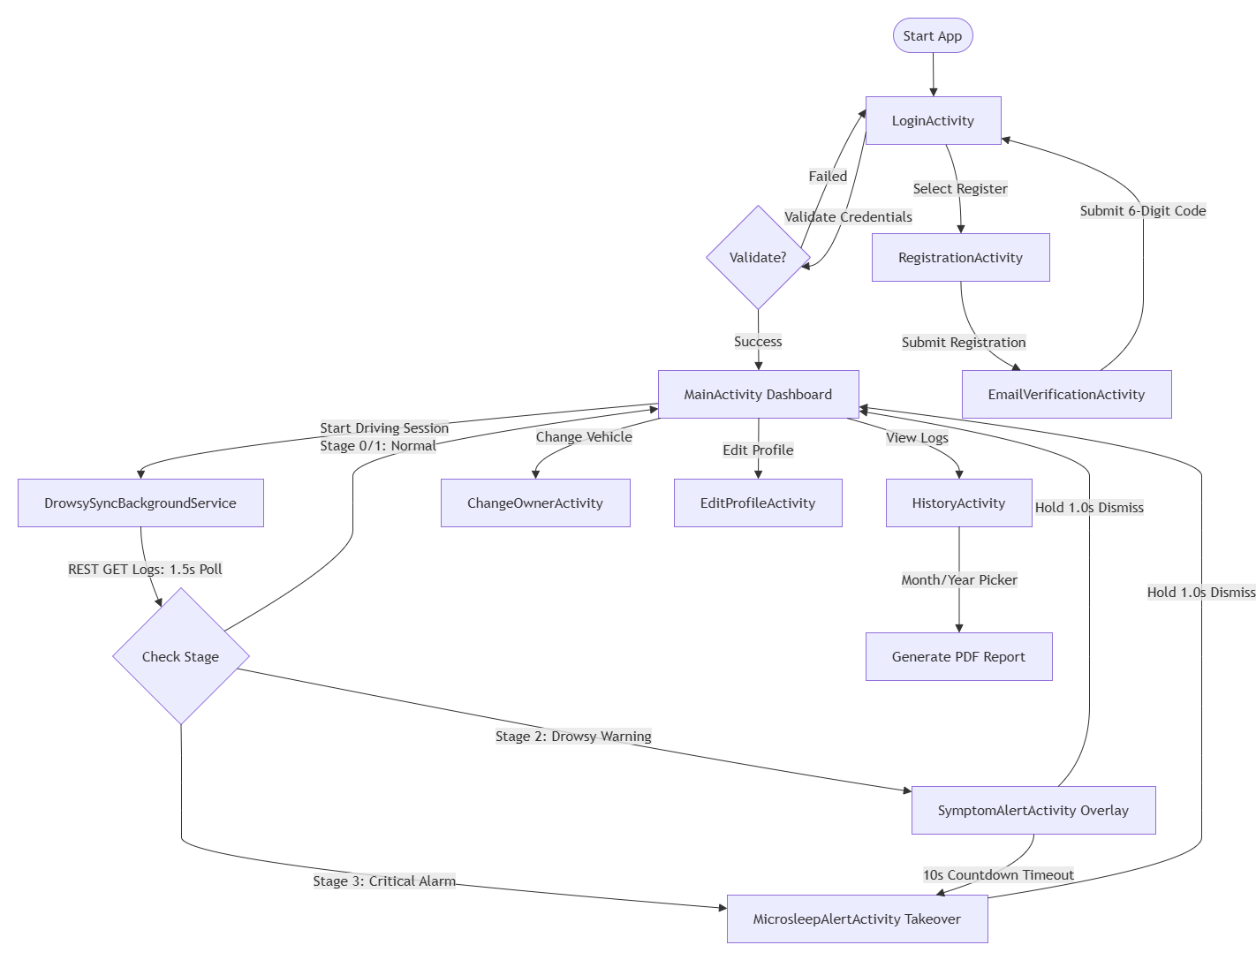 Start App
LoginActivity
Failed
Select Register
Validate Credentials
Submit 6-Digit Code
Validate?
RegistrationActivity
Success
Submit Registration
MainActivity Dashboard
EmailVerificationActivity
Start Driving Session
Stage 0/1: Normal
Change Vehicle
Edit Profile
View Logs
DrowsySyncBackgroundService
ChangeOwnerActivity
EditProfileActivity
HistoryActivity
Hold 1.0s Dismiss
REST GET Logs: 1.5s Poll
Month/Year Picker
Hold 1.0s Dismiss
Check Stage
Generate PDF Report
Stage 2: Drowsy Warning
SymptomAlertActivity Overlay
Stage 3: Critical Alarm
10s Countdown Timeout
MicrosleepAlertActivity Takeover